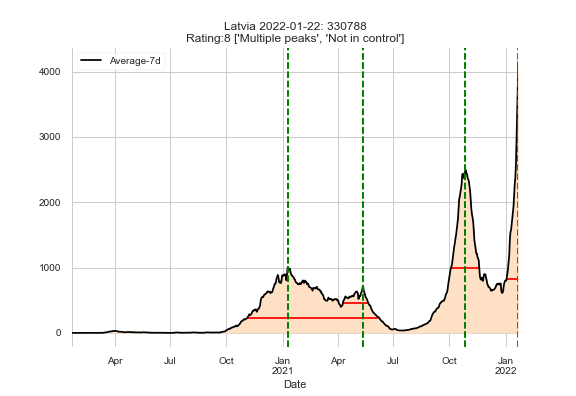 Latvia 2022-01-22: 330788
Rating:8 ['Multiple peaks', 'Not in control']
Average-7d
4000
3000
2000
1000
0
Apr Jul Oct Jan Apr Jul Oct Jan
2021 2022
Date